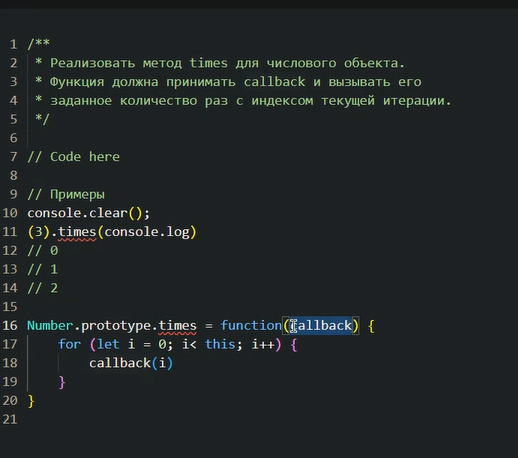 1 /**
2  * Реализовать метод times для числового объекта.
3  * Функция должна принимать callback и вызывать его
4  * заданное количество раз с индексом текущей итерации.
5  */
6
7 // Code here
8
9 // Примеры
10 console.clear();
11 (3).times(console.log)
12 // 0
13 // 1
14 // 2
15
16 Number.prototype.times = function(callback) {
17     for (let i = 0; i< this; i++) {
18         callback(i)
19     }
20 }
21